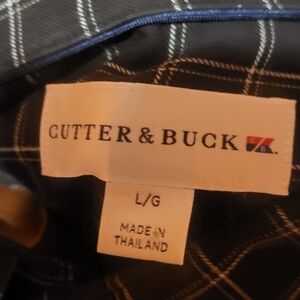 CUTTER & BUCK
L/G
MADE IN
THAILAND